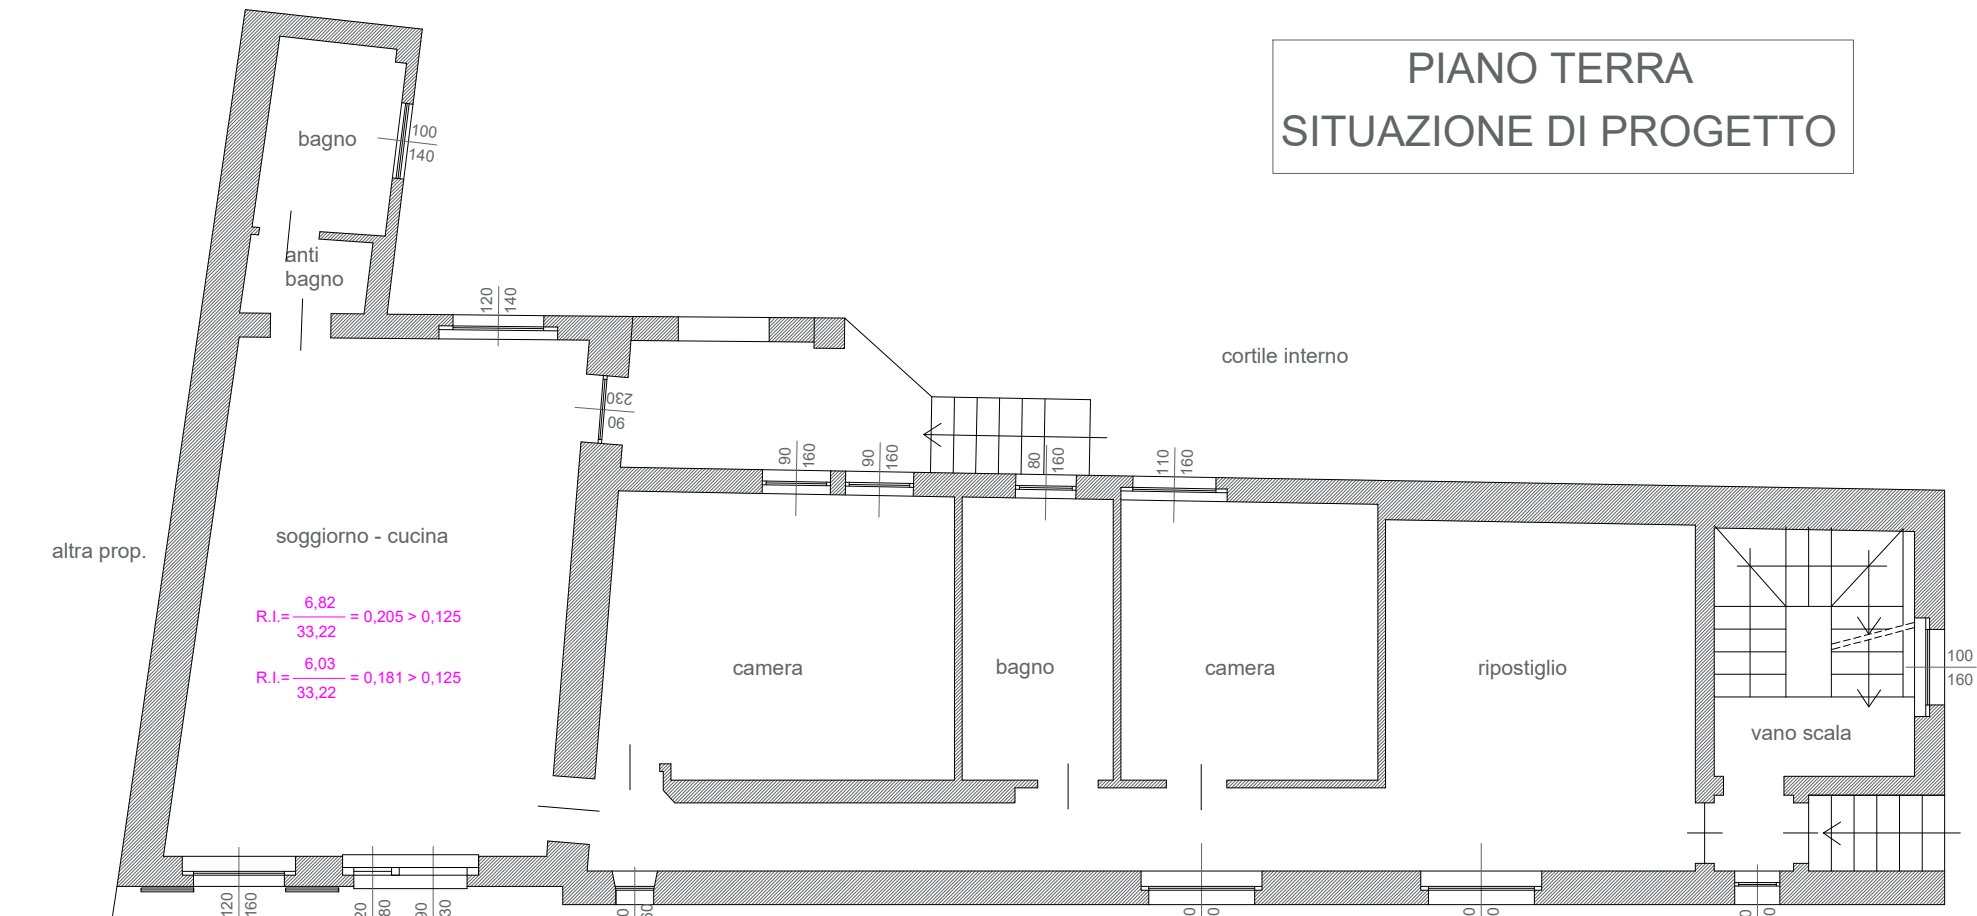 PIANO TERRA
SITUAZIONE DI PROGETTO
bagno
100
140
anti
bagno
120
140
cortile interno
230
90
90
160
90
160
80
160
110
160
soggiorno - cucina
altra prop.
R.I.= 6,82 / 33,22 = 0,205 > 0,125
R.I.= 6,03 / 33,22 = 0,181 > 0,125
camera
bagno
camera
ripostiglio
100
160
vano scala
120
160